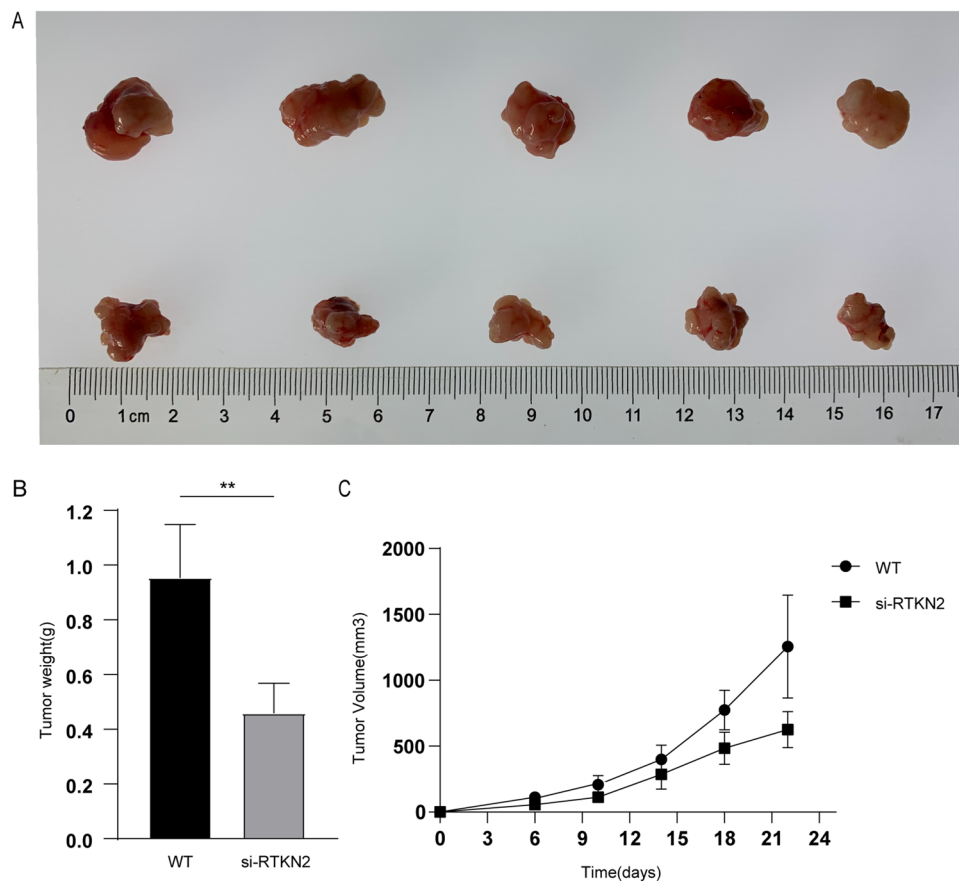 A
0 1 cm 2 3 4 5 6 7 8 9 10 11 12 13 14 15 16 17
B
**
1.2
1.0
0.8
0.6
0.4
0.2
0.0
Tumor weight(g)
WT si-RTKN2
C
2000
1500
1000
500
0
Tumor Volume(mm3)
0 3 6 9 12 15 18 21 24
Time(days)
WT
si-RTKN2